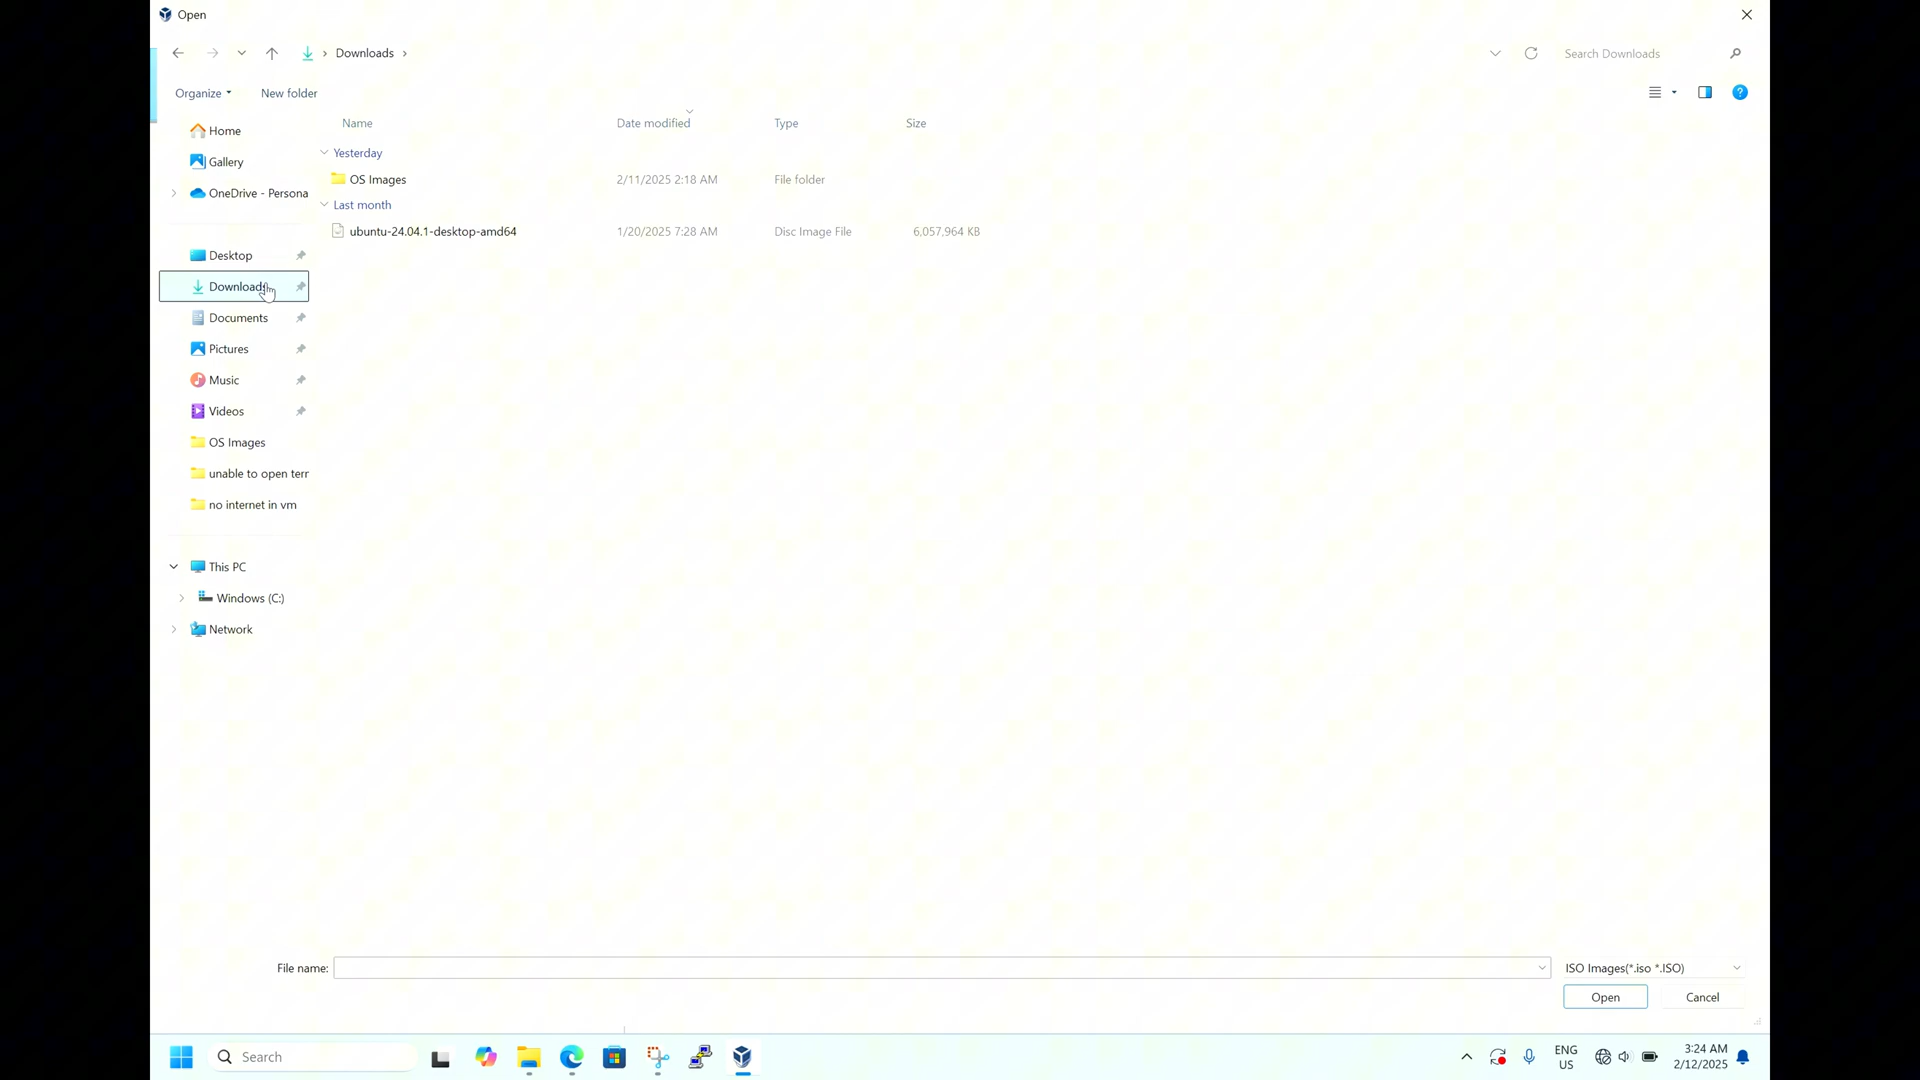 Open
Downloads
Search Downloads
Organize
New folder
Name Date modified Type Size
Home
Gallery
OneDrive - Persona
Desktop
Downloads
Documents
Pictures
Music
Videos
OS Images
unable to open terr
no internet in vm
This PC
Windows (C:)
Network
Yesterday
OS Images 2/11/2025 2:18 AM File folder
Last month
ubuntu-24.04.1-desktop-amd64 1/20/2025 7:28 AM Disc Image File 6,057,964 KB
File name:
ISO Images(*.iso *.ISO)
Open
Cancel
Search
ENG
US
3:24 AM
2/12/2025